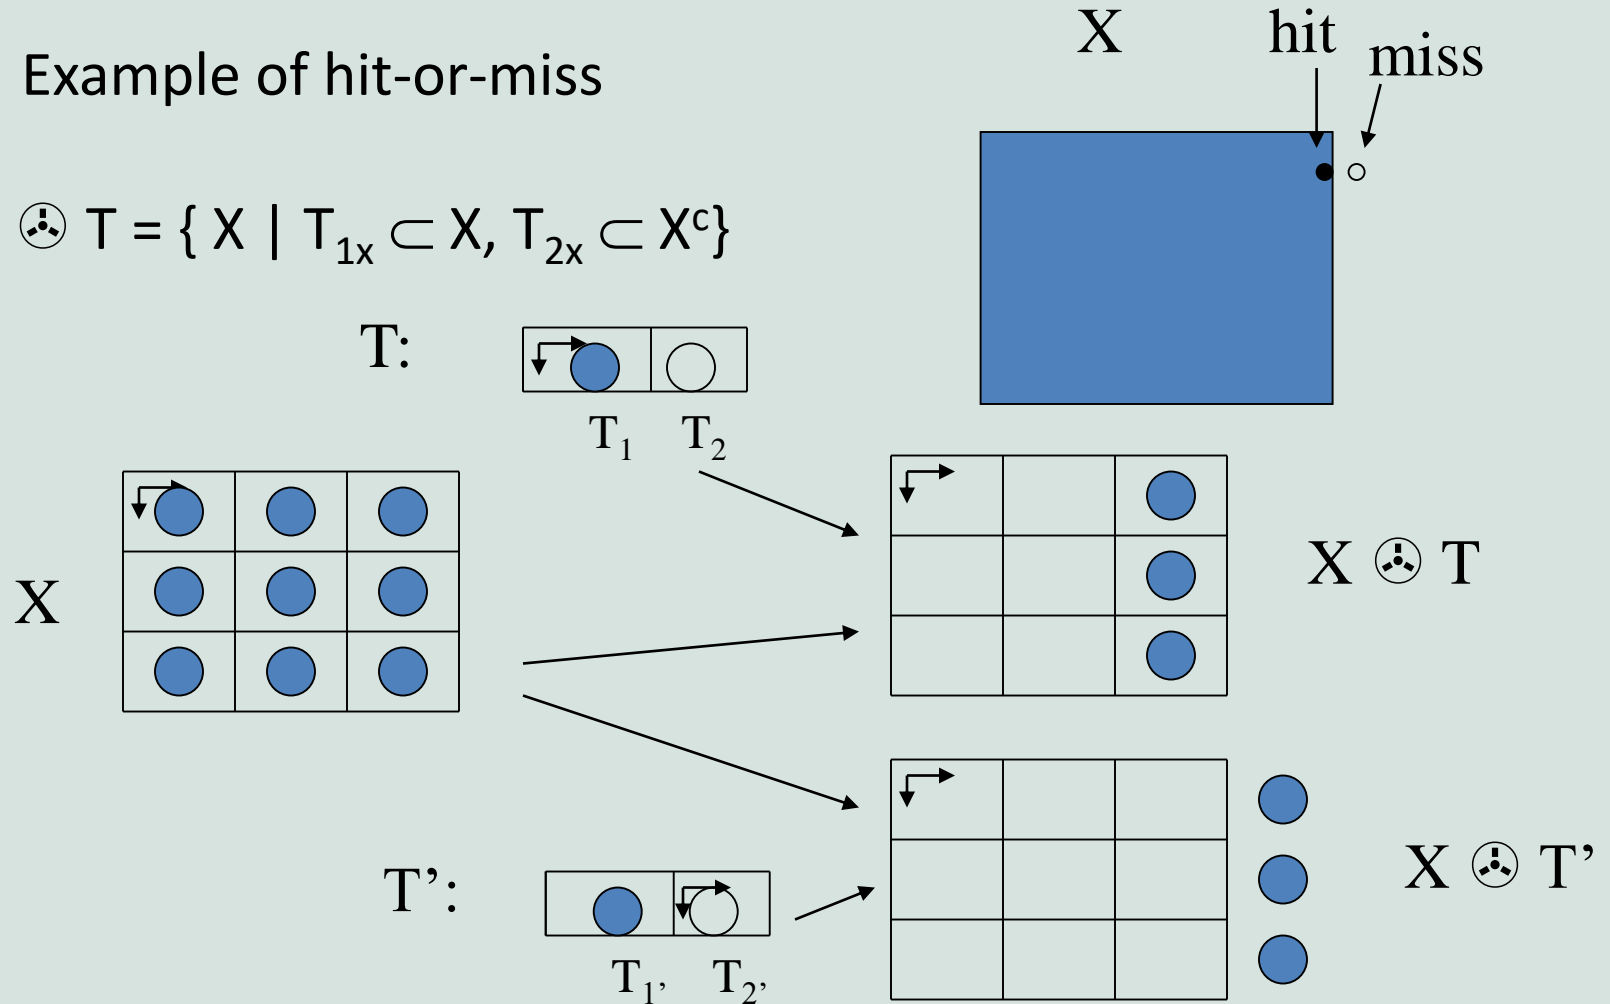 X hit miss
Example of hit-or-miss
T = { X | T₁ₓ ⊂ X, T₂ₓ ⊂ Xᶜ}
T:
T₁ T₂
X
X T
T’:
X T’
T₁’ T₂’